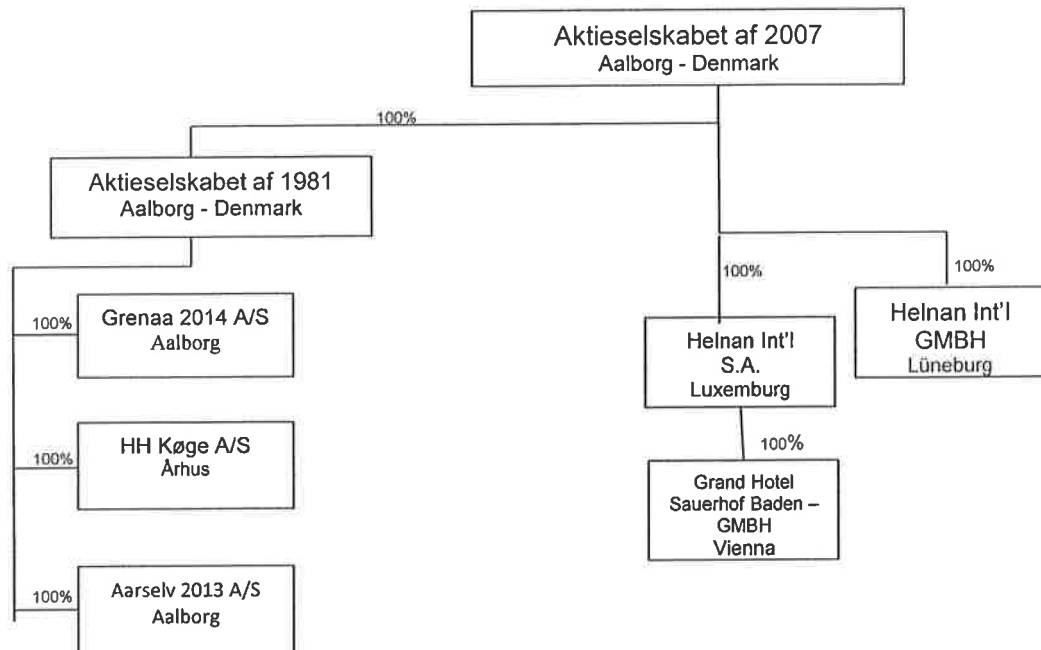 Aktieselskabet af 2007
Aalborg - Denmark
100%
Aktieselskabet af 1981
Aalborg - Denmark
100%
100%
100%
Grenaa 2014 A/S
Aalborg
Helnan Int'l
S.A.
Luxemburg
Helnan Int'l
GMBH
Lüneburg
100%
HH Køge A/S
Århus
100%
Grand Hotel
Sauerhof Baden –
GMBH
Vienna
100%
Aarselv 2013 A/S
Aalborg